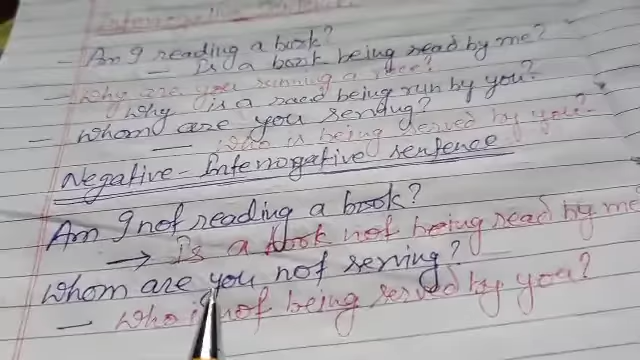 Interrogative
- Am I reading a book?
- Is a book being read by me?
- Why are you running a race?
Why is a race being run by you?
- Whom are you serving?
- Who is being served by you?
Negative - Interrogative sentence
Am I not reading a book?
→ Is a book not being read by me
Whom are you not serving?
- Who is not being served by you?